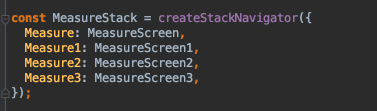 const MeasureStack = createStackNavigator({
  Measure: MeasureScreen,
  Measure1: MeasureScreen1,
  Measure2: MeasureScreen2,
  Measure3: MeasureScreen3,
});